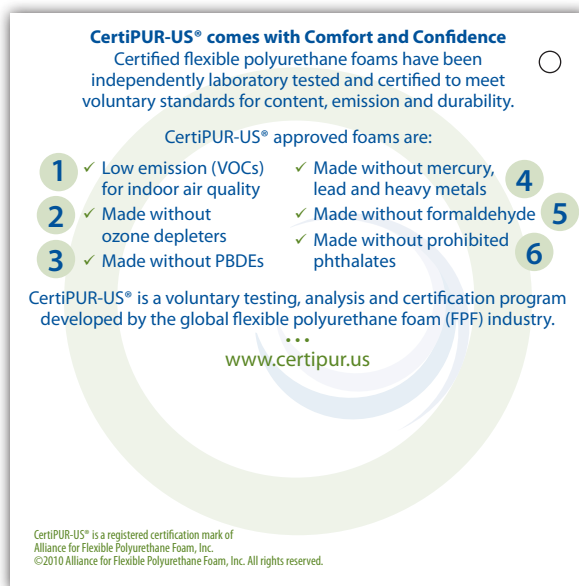 CertiPUR-US® comes with Comfort and Confidence
Certified flexible polyurethane foams have been
independently laboratory tested and certified to meet
voluntary standards for content, emission and durability.
CertiPUR-US® approved foams are:
1 ✓ Low emission (VOCs)
for indoor air quality
2 ✓ Made without
ozone depleters
3 ✓ Made without PBDEs
✓ Made without mercury,
lead and heavy metals 4
✓ Made without formaldehyde 5
✓ Made without prohibited
phthalates 6
CertiPUR-US® is a voluntary testing, analysis and certification program
developed by the global flexible polyurethane foam (FPF) industry.
•••
www.certipur.us
CertiPUR-US® is a registered certification mark of
Alliance for Flexible Polyurethane Foam, Inc.
©2010 Alliance for Flexible Polyurethane Foam, Inc. All rights reserved.